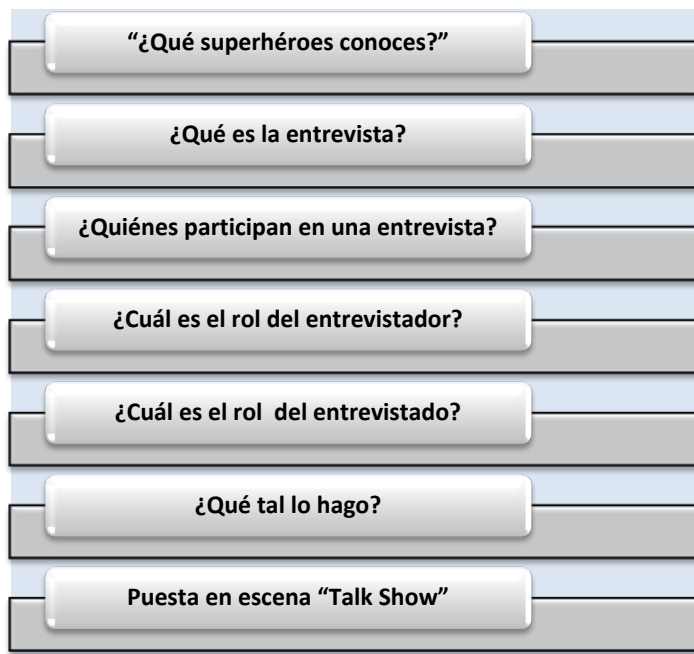 “¿Qué superhéroes conoces?”
¿Qué es la entrevista?
¿Quiénes participan en una entrevista?
¿Cuál es el rol del entrevistador?
¿Cuál es el rol  del entrevistado?
¿Qué tal lo hago?
Puesta en escena “Talk Show”